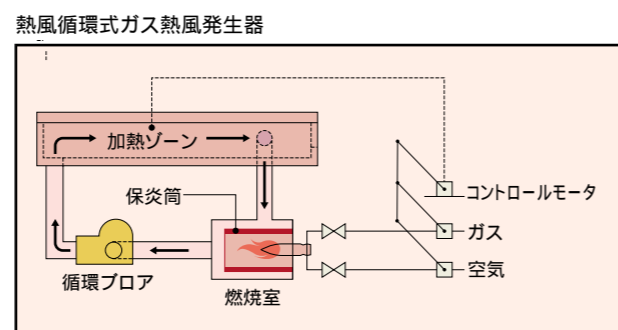 熱風循環式ガス熱風発生器
加熱ゾーン
保炎筒
コントロールモータ
ガス
空気
循環ブロア
燃焼室